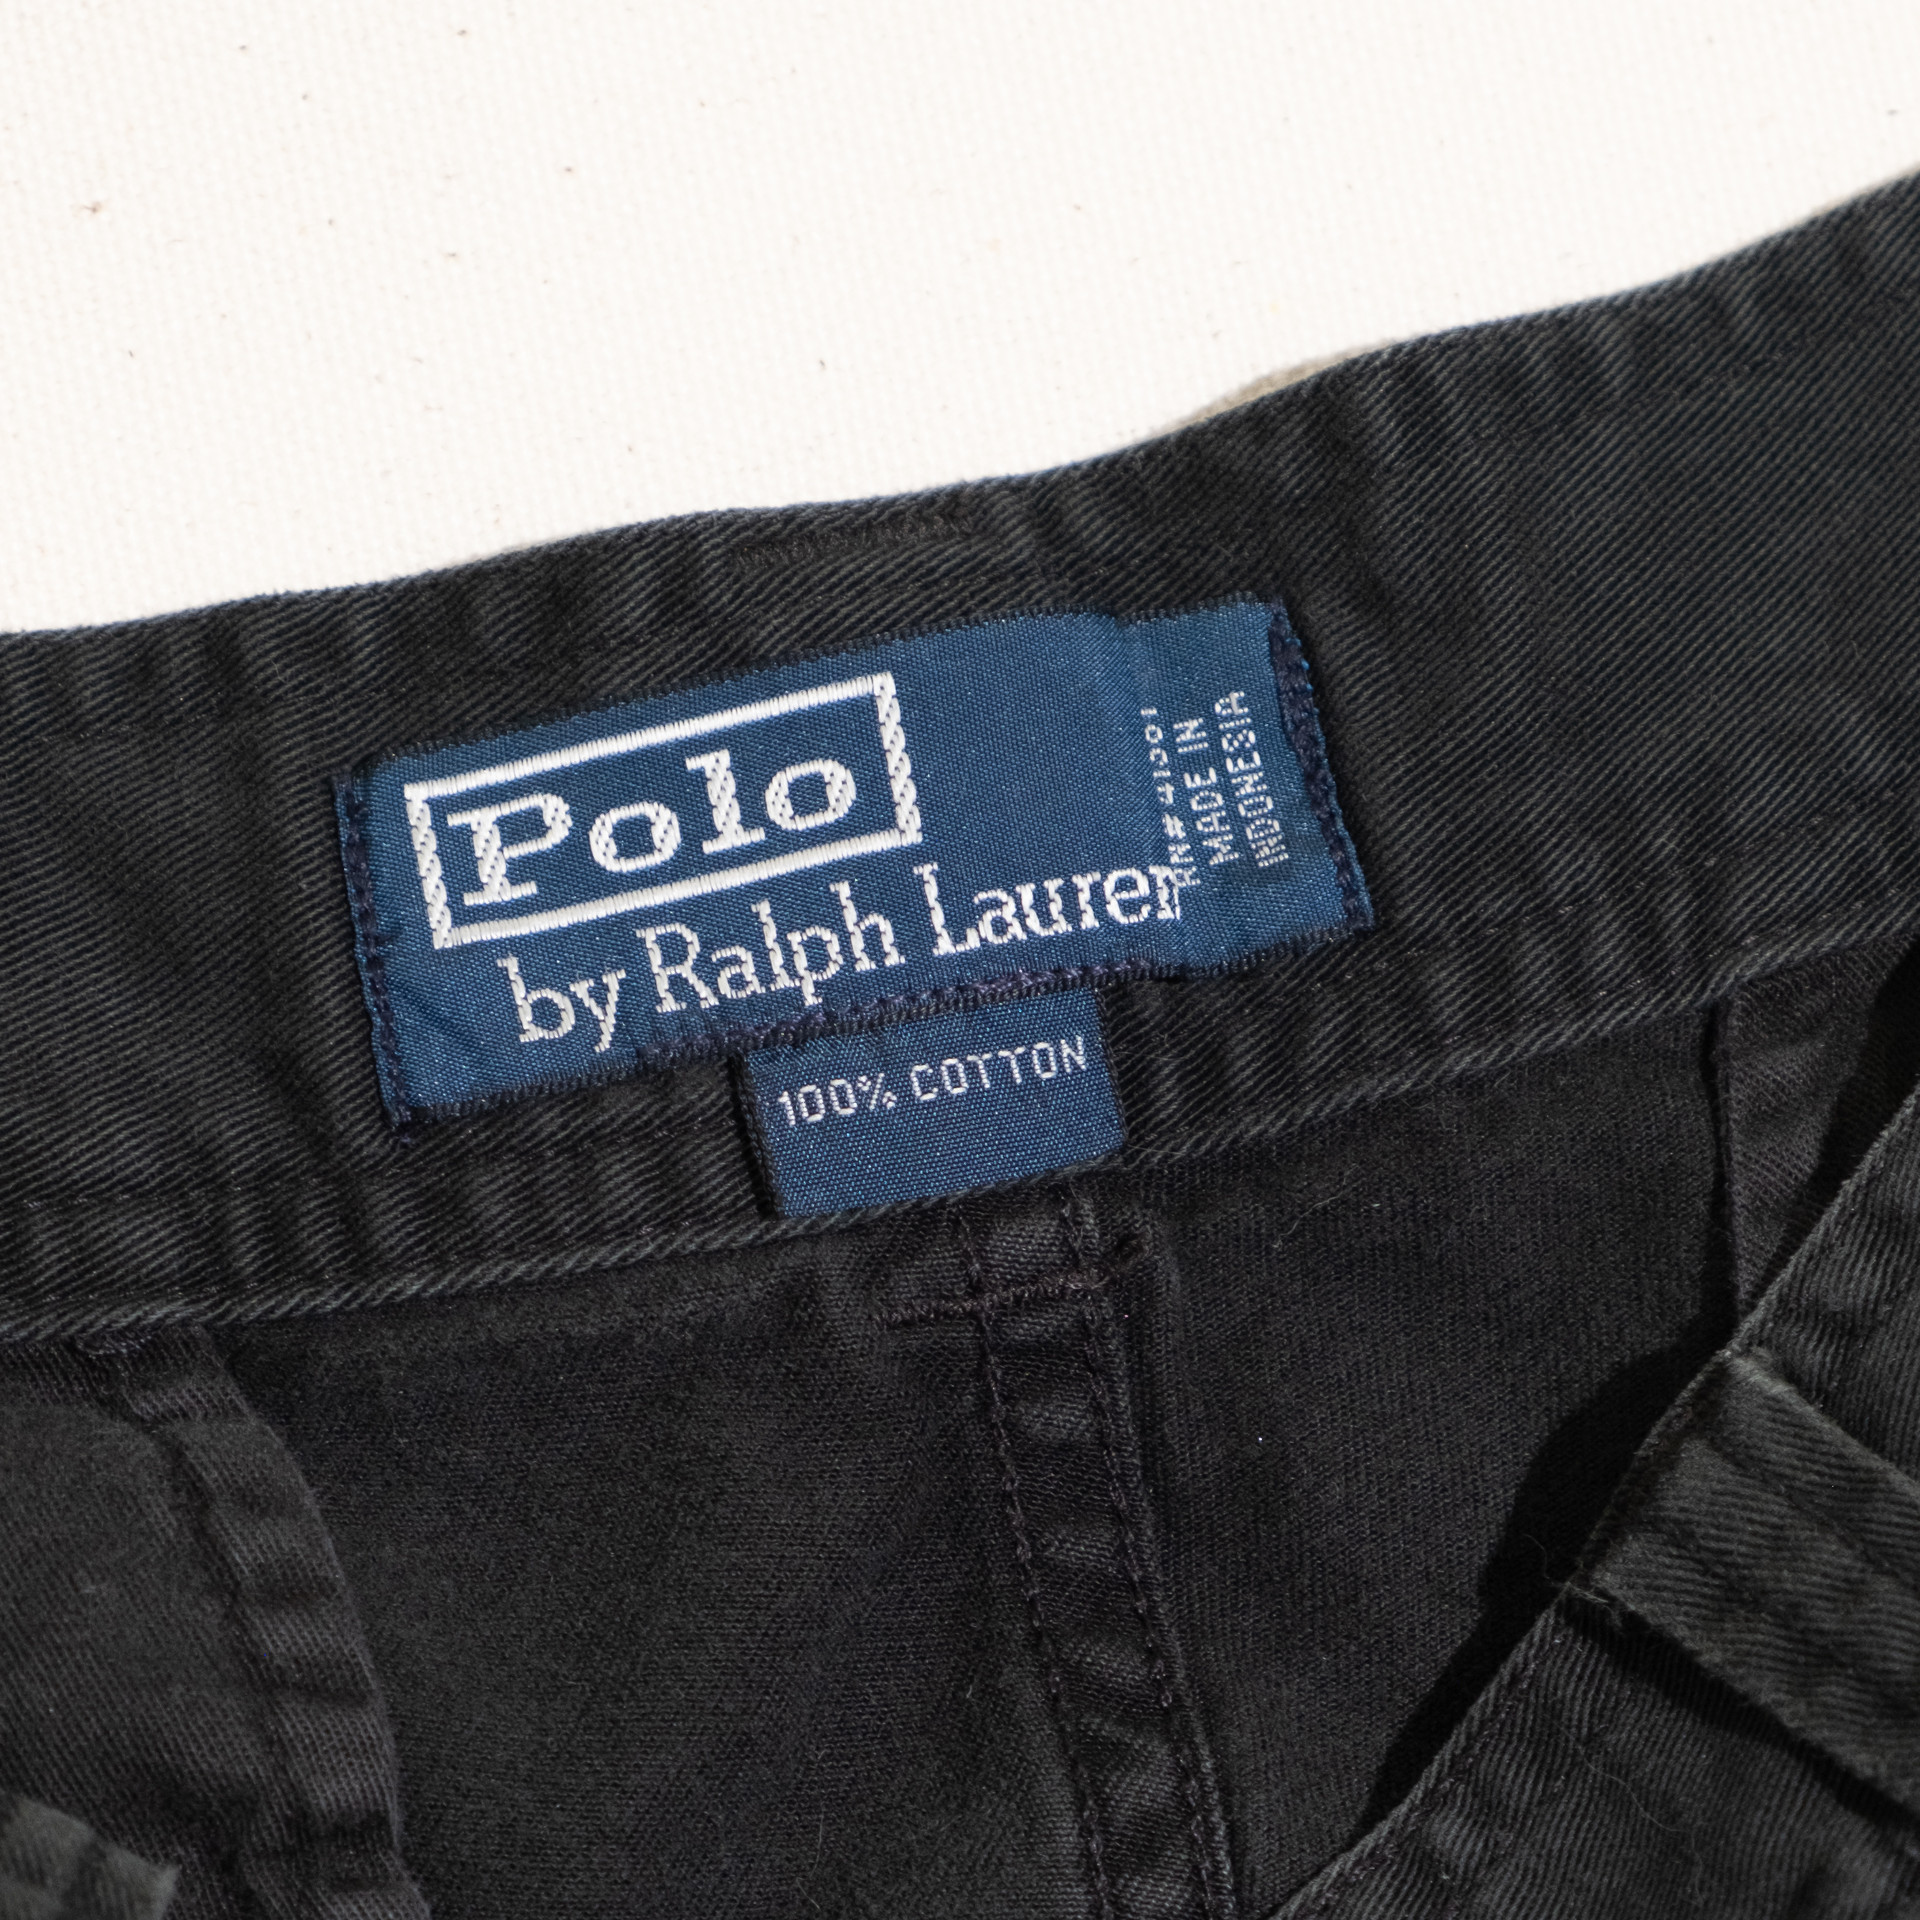 Polo
by Ralph Lauren
RN# 41381
MADE IN
INDONESIA
100% COTTON